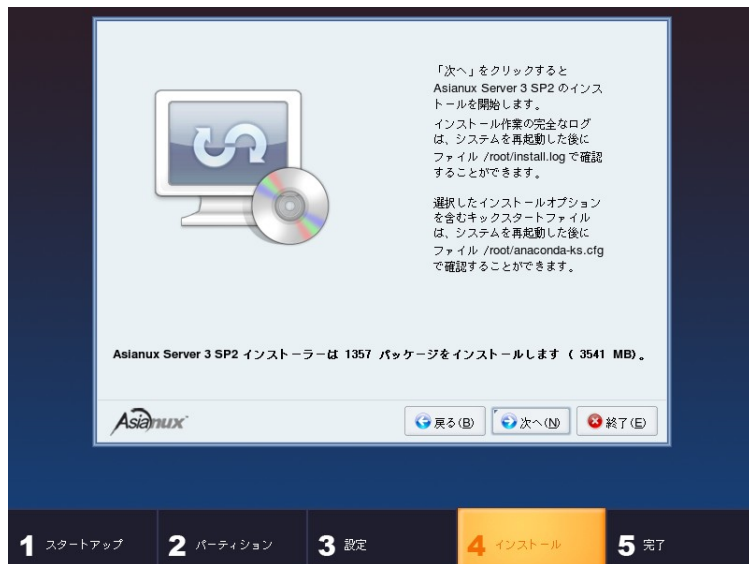 「次へ」をクリックすると
Asianux Server 3 SP2 のインス
トールを開始します。
インストール作業の完全なログ
は、システムを再起動した後に
ファイル /root/install.log で確認
することができます。
選択したインストールオプション
を含むキックスタートファイル
は、システムを再起動した後に
ファイル /root/anaconda-ks.cfg
で確認することができます。
Asianux Server 3 SP2 インストーラーは 1357 パッケージをインストールします ( 3541 MB)。
Asianux
戻る(B)
次へ(N)
終了(E)
1 スタートアップ
2 パーティション
3 設定
4 インストール
5 完了